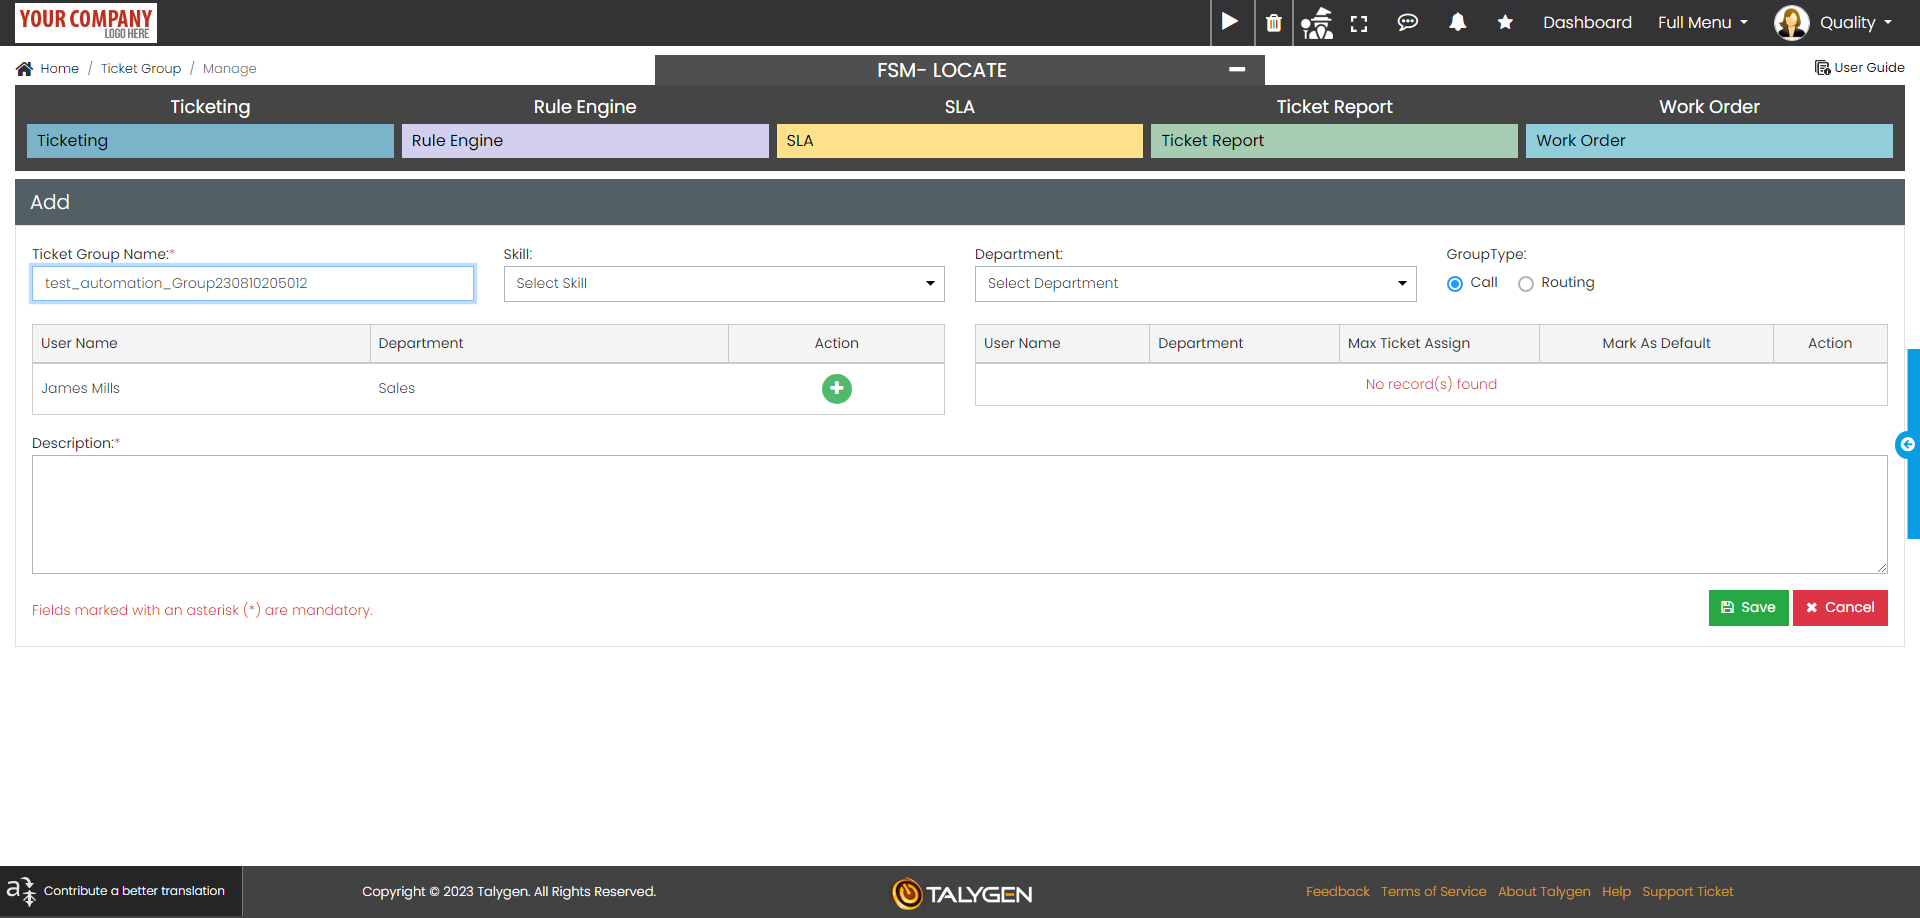 YOUR COMPANY
LOGO HERE
Dashboard
Full Menu
Quality
Home / Ticket Group / Manage
FSM- LOCATE
User Guide
Ticketing
Rule Engine
SLA
Ticket Report
Work Order
Ticketing
Rule Engine
SLA
Ticket Report
Work Order
Add
Ticket Group Name:*
Skill:
Department:
GroupType:
test_automation_Group230810205012
Select Skill
Select Department
Call
Routing
User Name
Department
Action
User Name
Department
Max Ticket Assign
Mark As Default
Action
James Mills
Sales
No record(s) found
Description:*
Fields marked with an asterisk (*) are mandatory.
Save
Cancel
Contribute a better translation
Copyright © 2023 Talygen. All Rights Reserved.
TALYGEN
Feedback
Terms of Service
About Talygen
Help
Support Ticket